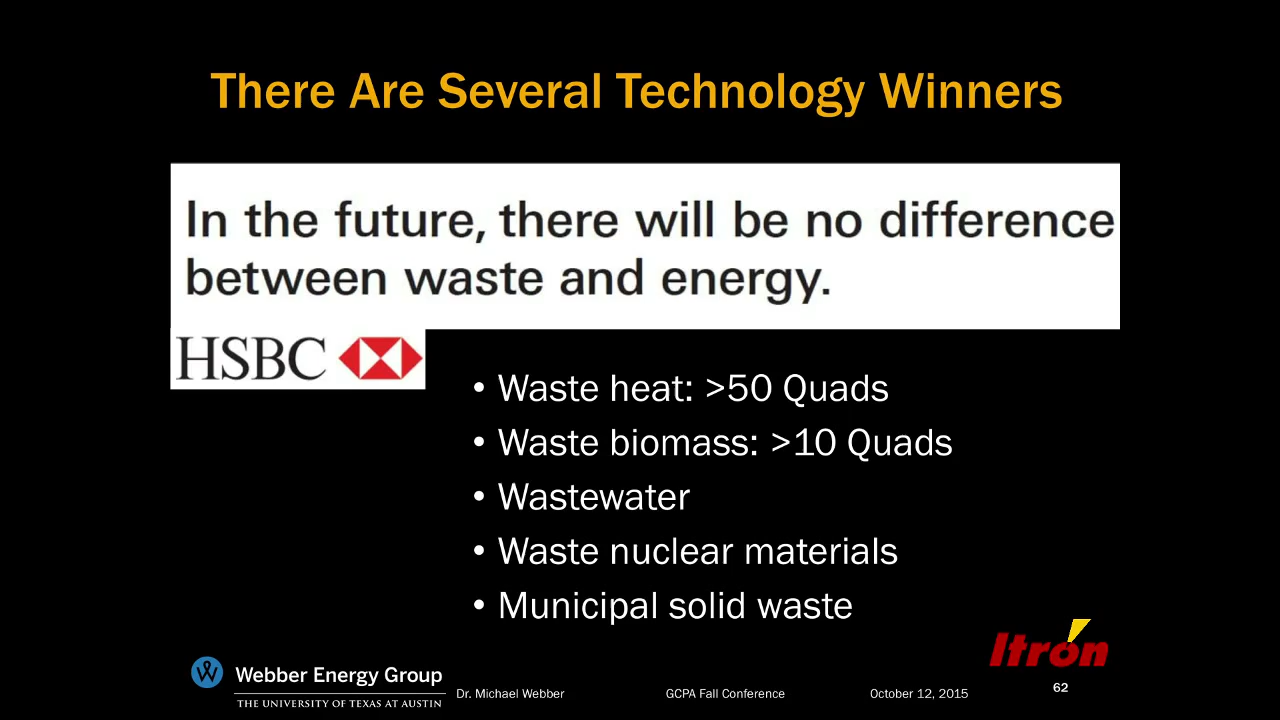 There Are Several Technology Winners
In the future, there will be no difference
between waste and energy.
HSBC
• Waste heat: >50 Quads
• Waste biomass: >10 Quads
• Wastewater
• Waste nuclear materials
• Municipal solid waste
Itron
W Webber Energy Group
THE UNIVERSITY OF TEXAS AT AUSTIN
Dr. Michael Webber GCPA Fall Conference October 12, 2015 62